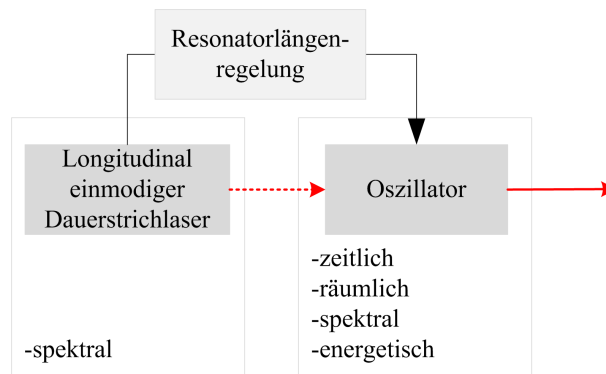 Resonatorlängen-
regelung
Longitudinal
einmodiger
Dauerstrichlaser
Oszillator
-spektral
-zeitlich
-räumlich
-spektral
-energetisch